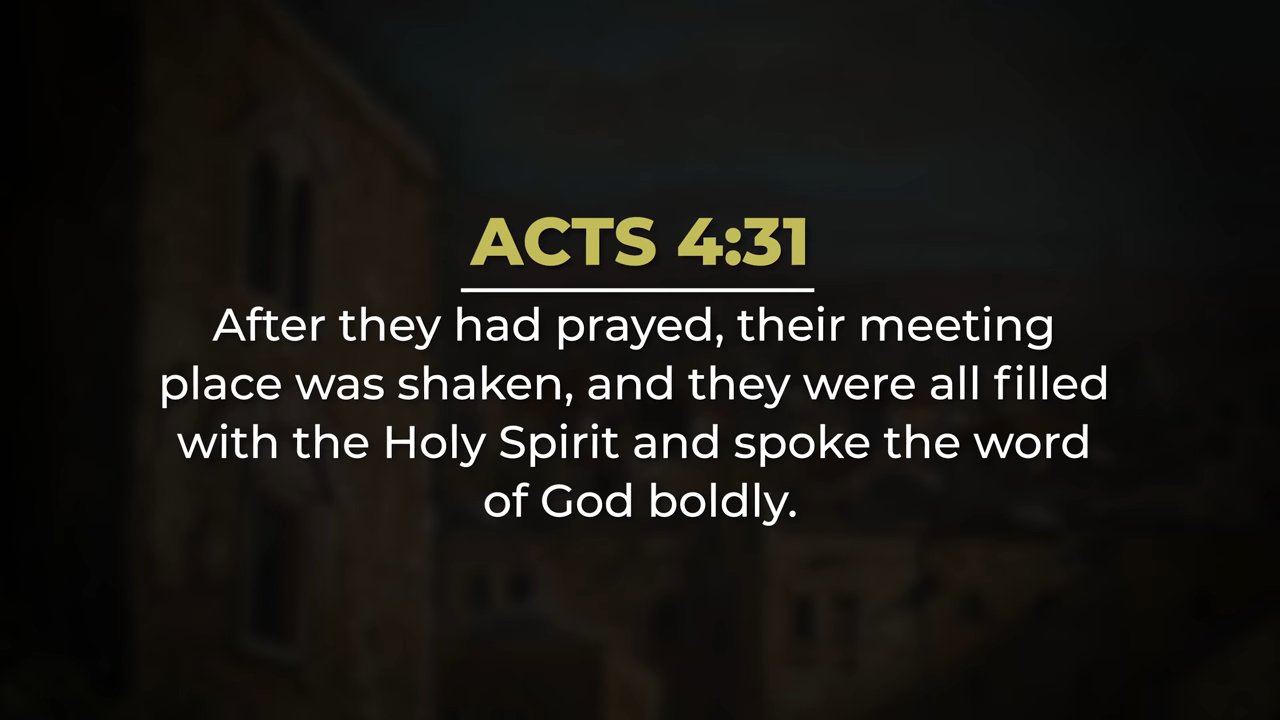 ACTS 4:31
After they had prayed, their meeting
place was shaken, and they were all filled
with the Holy Spirit and spoke the word
of God boldly.